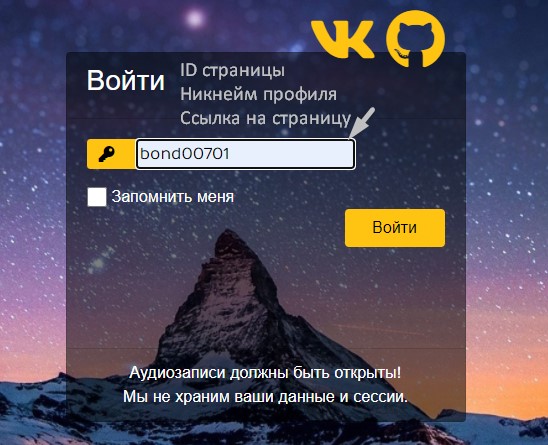 Войти
ID страницы
Никнейм профиля
Ссылка на страницу
bond00701
Запомнить меня
Войти
Аудиозаписи должны быть открыты!
Мы не храним ваши данные и сессии.